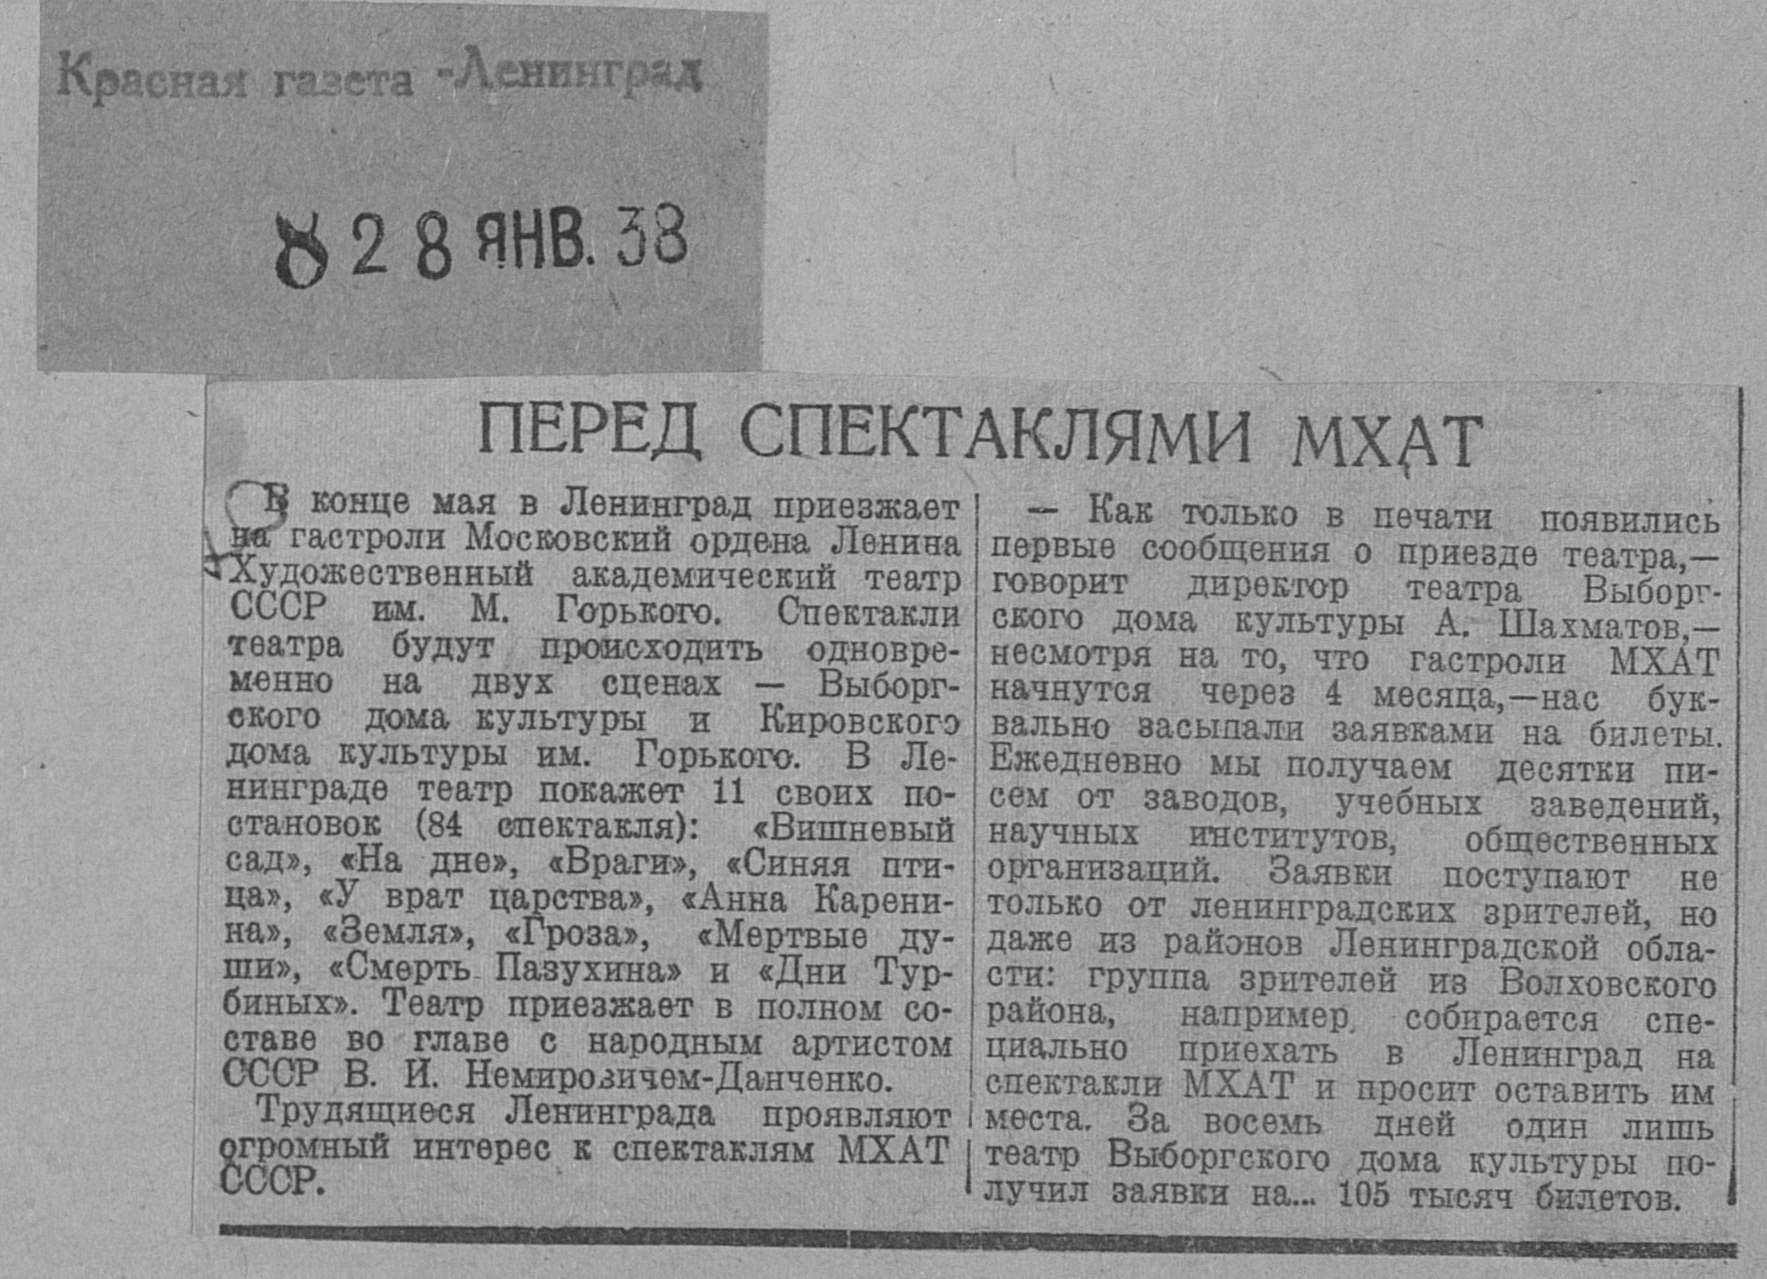 Красная газета -Ленинград
8 28 ЯНВ. 38
ПЕРЕД СПЕКТАКЛЯМИ МХАТ
В конце мая в Ленинград приезжает
на гастроли Московский ордена Ленина
Художественный академический театр
СССР им. М. Горького. Спектакли
театра будут происходить одновре-
менно на двух сценах — Выборг-
ского дома культуры и Кировского
дома культуры им. Горького. В Ле-
нинграде театр покажет 11 своих по-
становок (84 спектакля): «Вишневый
сад», «На дне», «Враги», «Синяя пти-
ца», «У врат царства», «Анна Карени-
на», «Земля», «Гроза», «Мертвые ду-
ши», «Смерть Пазухина» и «Дни Тур-
биных». Театр приезжает в полном со-
ставе во главе с народным артистом
СССР В. И. Немировичем-Данченко.
Трудящиеся Ленинграда проявляют
огромный интерес к спектаклям МХАТ
СССР.
— Как только в печати появились
первые сообщения о приезде театра,—
говорит директор театра Выборг-
ского дома культуры А. Шахматов,—
несмотря на то, что гастроли МХАТ
начнутся через 4 месяца,—нас бук-
вально засыпали заявками на билеты.
Ежедневно мы получаем десятки пи-
сем от заводов, учебных заведений,
научных институтов, общественных
организаций. Заявки поступают не
только от ленинградских зрителей, но
даже из районов Ленинградской обла-
сти: группа зрителей из Волховского
района, например, собирается спе-
циально приехать в Ленинград на
спектакли МХАТ и просит оставить им
места. За восемь дней один лишь
театр Выборгского дома культуры по-
лучил заявки на... 105 тысяч билетов.